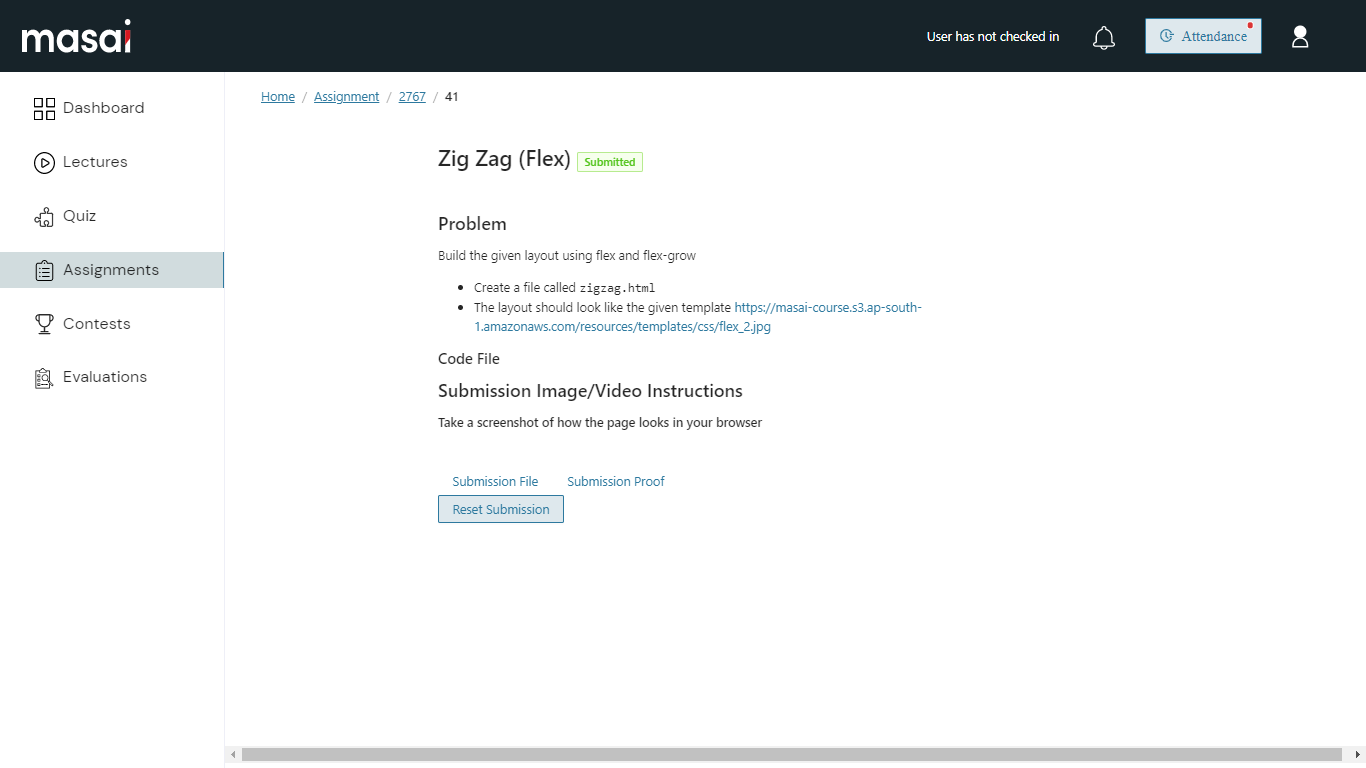 masai
User has not checked in
Attendance
Dashboard
Lectures
Quiz
Assignments
Contests
Evaluations
Home / Assignment / 2767 / 41
Zig Zag (Flex) Submitted
Problem
Build the given layout using flex and flex-grow
• Create a file called zigzag.html
• The layout should look like the given template https://masai-course.s3.ap-south-
1.amazonaws.com/resources/templates/css/flex_2.jpg
Code File
Submission Image/Video Instructions
Take a screenshot of how the page looks in your browser
Submission File Submission Proof
Reset Submission